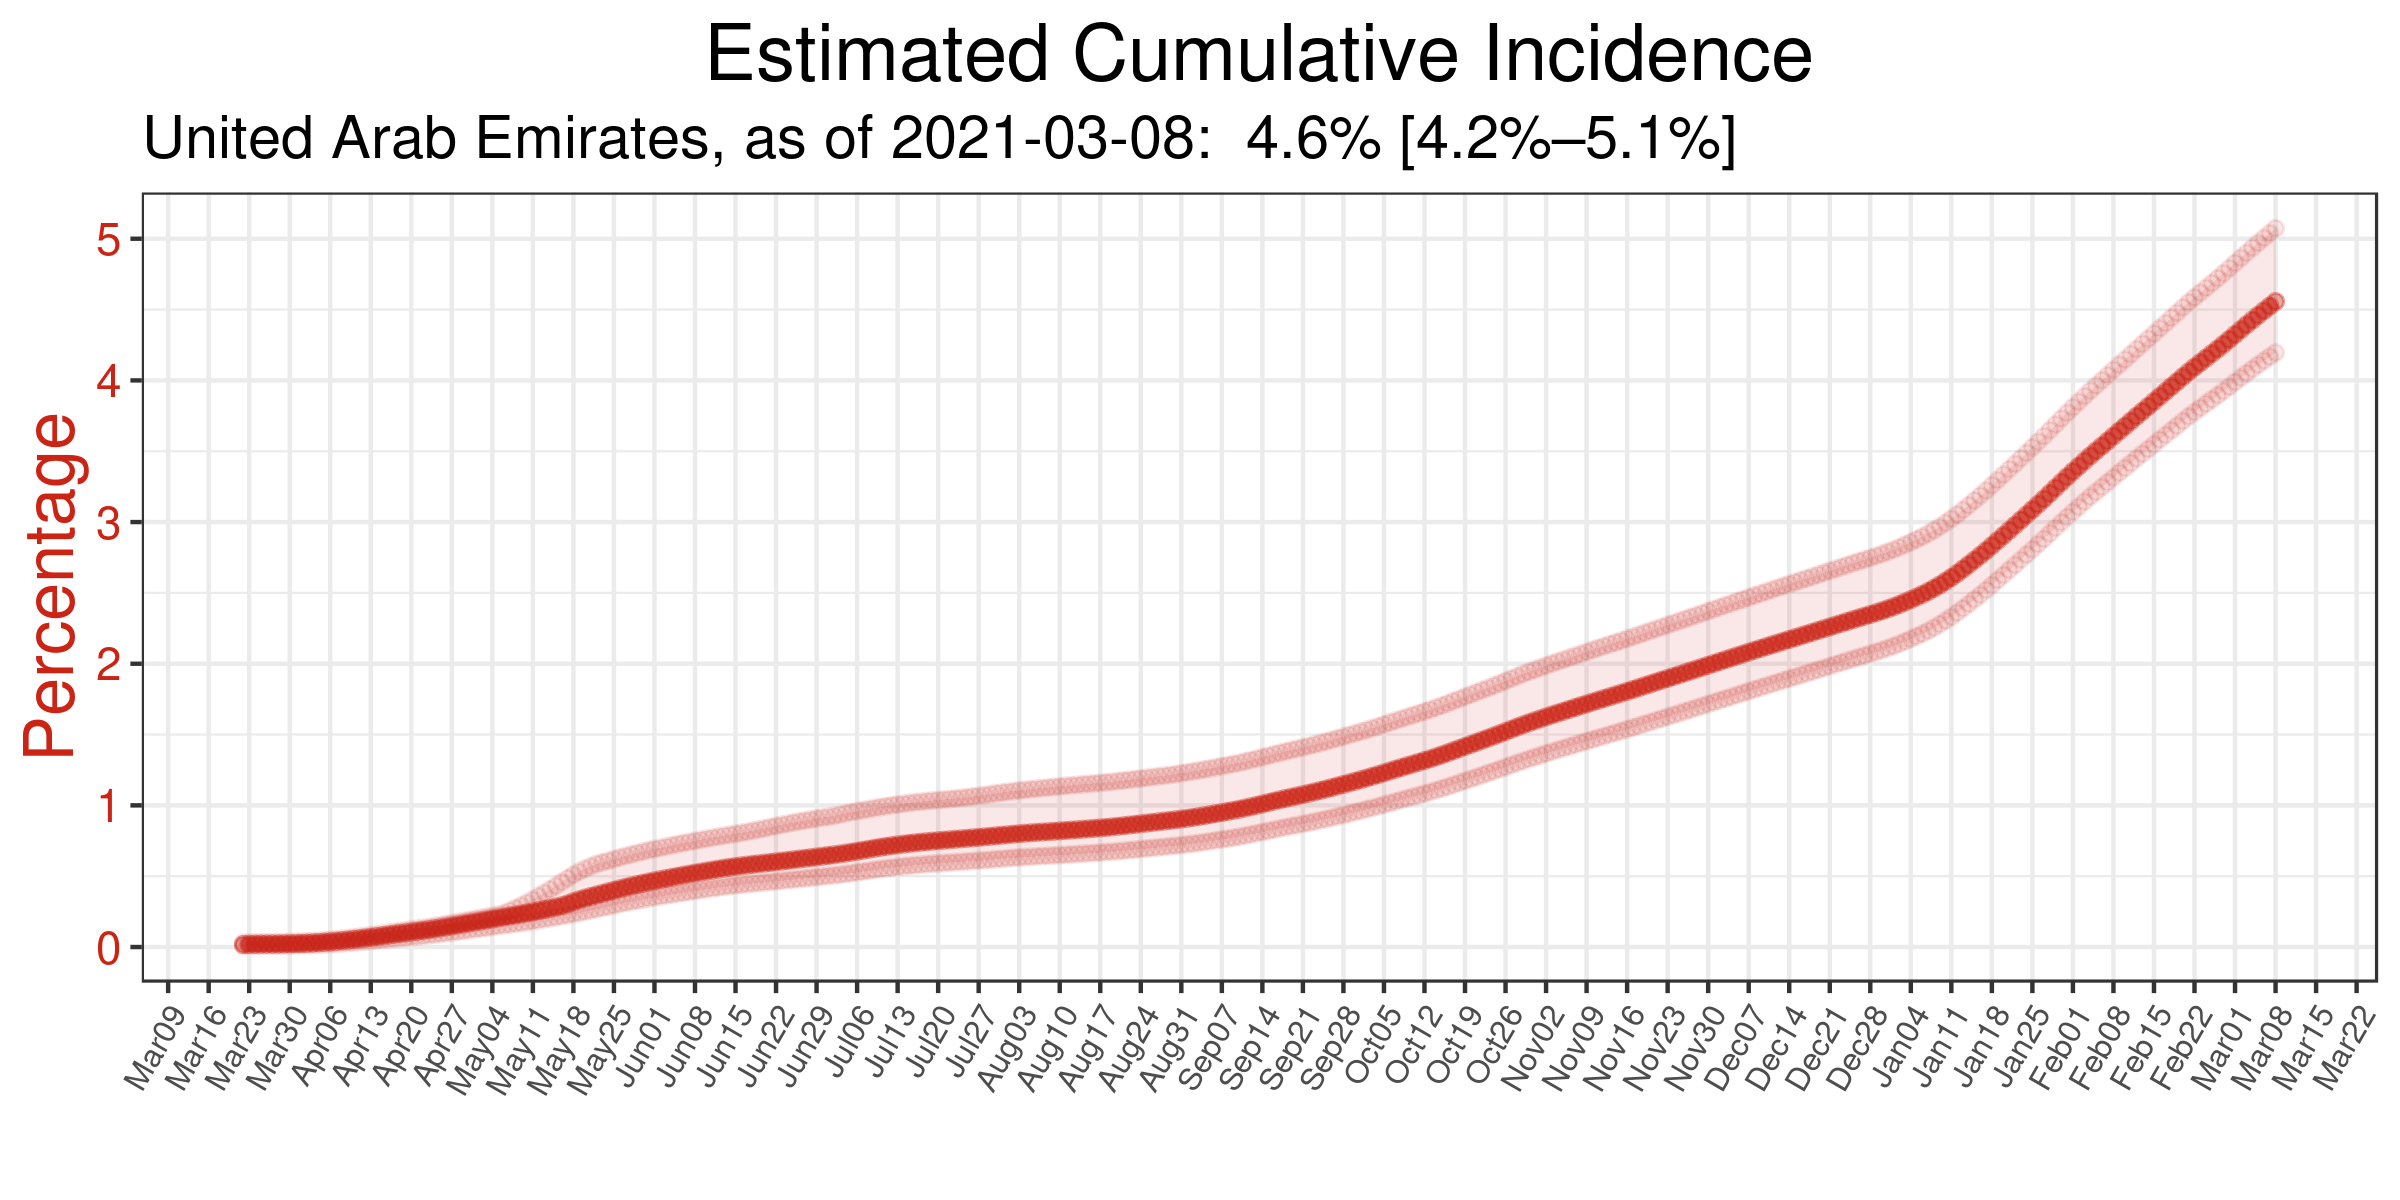 Estimated Cumulative Incidence
United Arab Emirates, as of 2021-03-08:  4.6% [4.2%–5.1%]
Percentage
5
4
3
2
1
0
Mar09 Mar16 Mar23 Mar30 Apr06 Apr13 Apr20 Apr27 May04 May11 May18 May25 Jun01 Jun08 Jun15 Jun22 Jun29 Jul06 Jul13 Jul20 Jul27 Aug03 Aug10 Aug17 Aug24 Aug31 Sep07 Sep14 Sep21 Sep28 Oct05 Oct12 Oct19 Oct26 Nov02 Nov09 Nov16 Nov23 Nov30 Dec07 Dec14 Dec21 Dec28 Jan04 Jan11 Jan18 Jan25 Feb01 Feb08 Feb15 Feb22 Mar01 Mar08 Mar15 Mar22